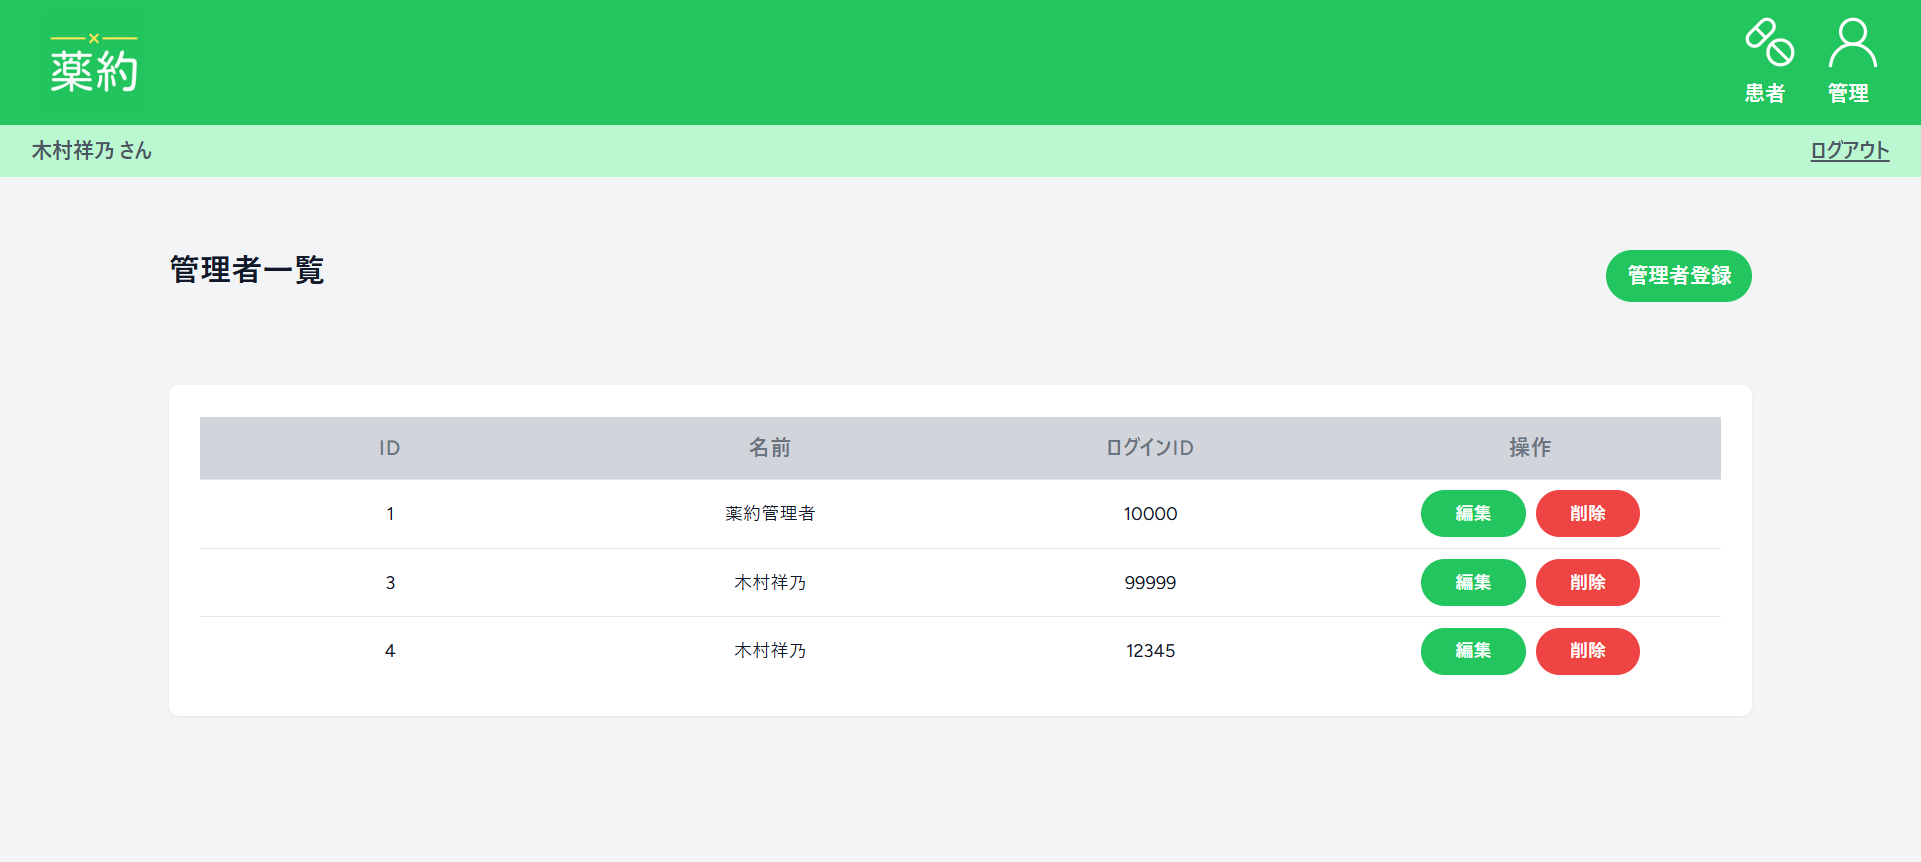 薬約
患者
管理
木村祥乃 さん
ログアウト
管理者一覧
管理者登録
ID 名前 ログインID 操作
1 薬約管理者 10000 編集 削除
3 木村祥乃 99999 編集 削除
4 木村祥乃 12345 編集 削除